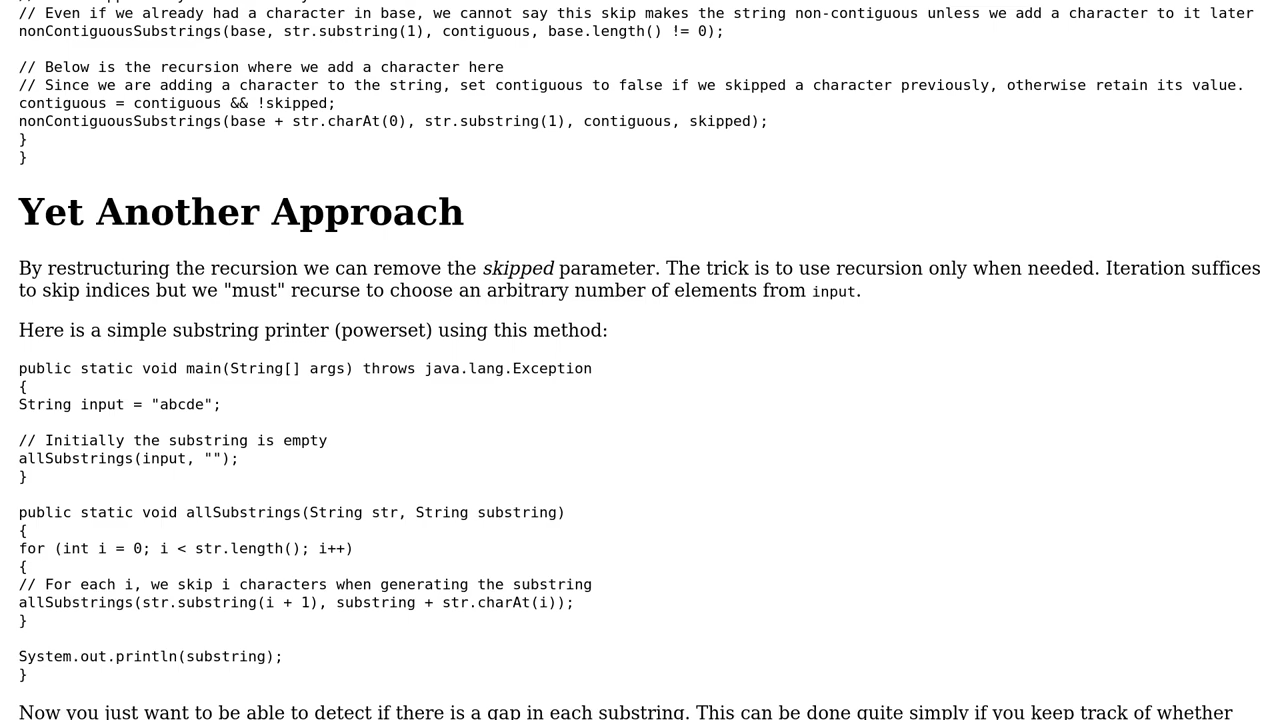 // Even if we already had a character in base, we cannot say this skip makes the string non-contiguous unless we add a character to it later
nonContiguousSubstrings(base, str.substring(1), contiguous, base.length() != 0);
// Below is the recursion where we add a character here
// Since we are adding a character to the string, set contiguous to false if we skipped a character previously, otherwise retain its value.
contiguous = contiguous && !skipped;
nonContiguousSubstrings(base + str.charAt(0), str.substring(1), contiguous, skipped);
}
}
Yet Another Approach
By restructuring the recursion we can remove the skipped parameter. The trick is to use recursion only when needed. Iteration suffices
to skip indices but we "must" recurse to choose an arbitrary number of elements from input.
Here is a simple substring printer (powerset) using this method:
public static void main(String[] args) throws java.lang.Exception
{
String input = "abcde";
// Initially the substring is empty
allSubstrings(input, "");
}
public static void allSubstrings(String str, String substring)
{
for (int i = 0; i < str.length(); i++)
{
// For each i, we skip i characters when generating the substring
allSubstrings(str.substring(i + 1), substring + str.charAt(i));
}
System.out.println(substring);
}
Now you just want to be able to detect if there is a gap in each substring. This can be done quite simply if you keep track of whether